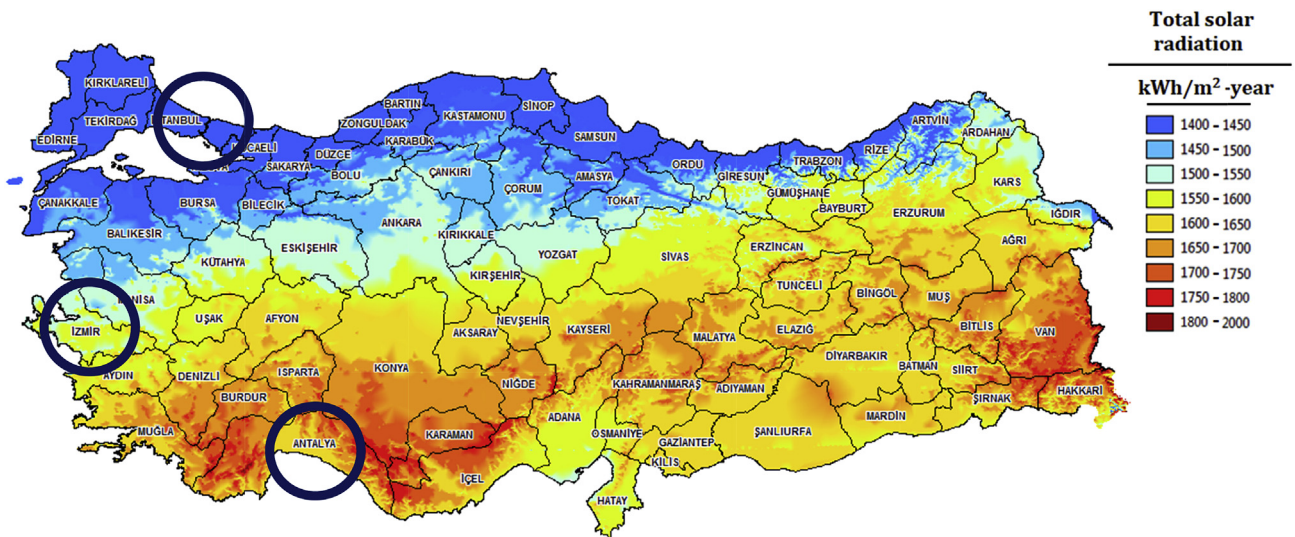 Total solar
radiation
kWh/m²-year
1400 - 1450
1450 - 1500
1500 - 1550
1550 - 1600
1600 - 1650
1650 - 1700
1700 - 1750
1750 - 1800
1800 - 2000
KIRKLARELİ
TEKİRDAĞ
EDİRNE
İSTANBUL
KOCAELİ
SAKARYA
DÜZCE
BOLU
ZONGULDAK
BARTIN
KARABÜK
KASTAMONU
SİNOP
SAMSUN
ÇANKIRI
ÇORUM
AMASYA
TOKAT
ORDU
GİRESUN
TRABZON
RİZE
ARTVİN
ARDAHAN
GÜMÜŞHANE
BAYBURT
KARS
ERZURUM
IĞDIR
AĞRI
ÇANAKKALE
BURSA
BİLECİK
BALIKESİR
ESKİŞEHİR
KÜTAHYA
ANKARA
KIRIKKALE
YOZGAT
KIRŞEHİR
SİVAS
ERZİNCAN
TUNCELİ
BİNGÖL
MUŞ
BİTLİS
VAN
MANİSA
İZMİR
UŞAK
AFYON
AKSARAY
NEVŞEHİR
KAYSERİ
MALATYA
ELAZIĞ
DİYARBAKIR
BATMAN
SİİRT
ŞIRNAK
HAKKARİ
AYDIN
DENİZLİ
ISPARTA
BURDUR
KONYA
NİĞDE
KAHRAMANMARAŞ
ADIYAMAN
MARDİN
MUĞLA
ANTALYA
KARAMAN
İÇEL
ADANA
OSMANİYE
GAZİANTEP
KİLİS
ŞANLIURFA
HATAY